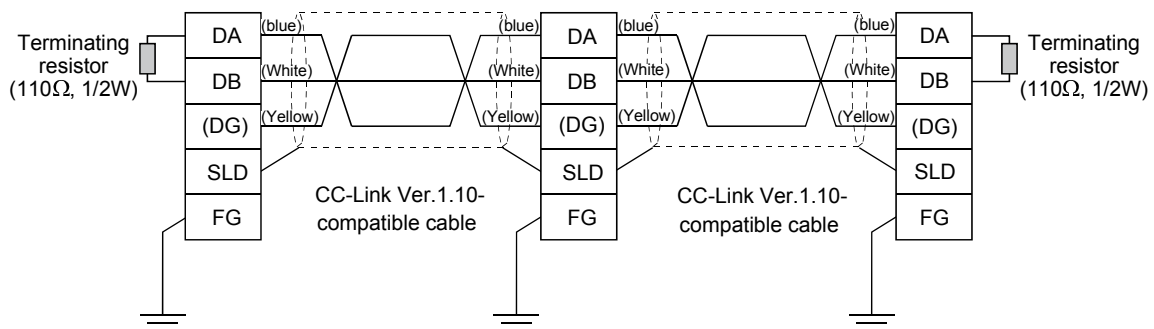 Terminating
resistor
(110Ω, 1/2W)
DA
DB
(DG)
SLD
FG
(blue)
(White)
(Yellow)
(blue)
(White)
(Yellow)
CC-Link Ver.1.10-
compatible cable
DA
DB
(DG)
SLD
FG
(blue)
(White)
(Yellow)
(blue)
(White)
(Yellow)
CC-Link Ver.1.10-
compatible cable
DA
DB
(DG)
SLD
FG
Terminating
resistor
(110Ω, 1/2W)